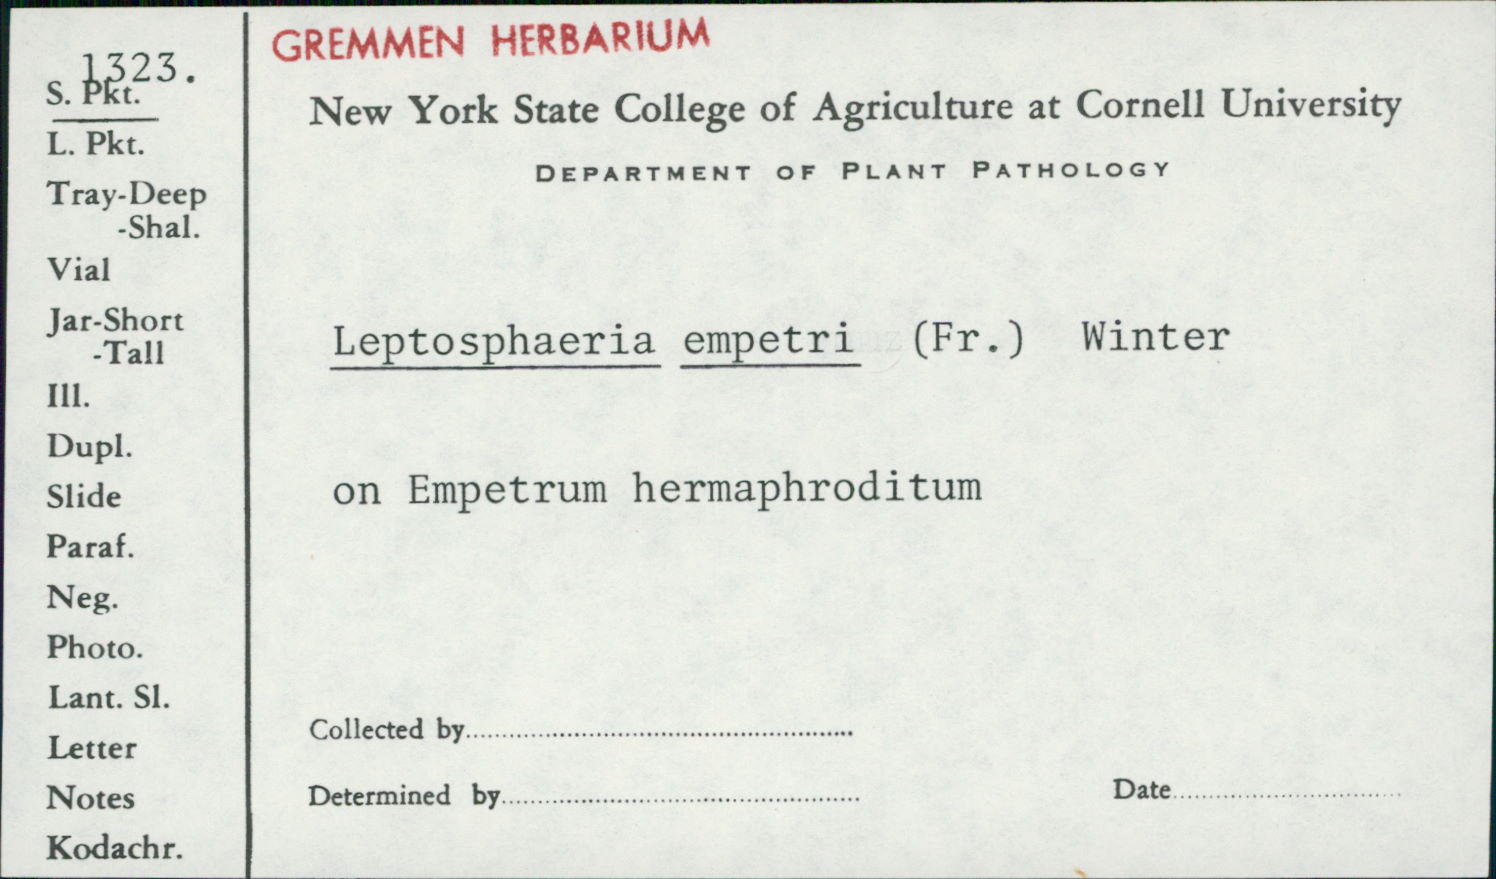 GREMMEN HERBARIUM
1323.
S. Pkt.
L. Pkt.
Tray-Deep
-Shal.
Vial
Jar-Short
-Tall
Ill.
Dupl.
Slide
Paraf.
Neg.
Photo.
Lant. Sl.
Letter
Notes
Kodachr.
New York State College of Agriculture at Cornell University
DEPARTMENT OF PLANT PATHOLOGY
Leptosphaeria empetri (Fr.) Winter
on Empetrum hermaphroditum
Collected by
Determined by
Date